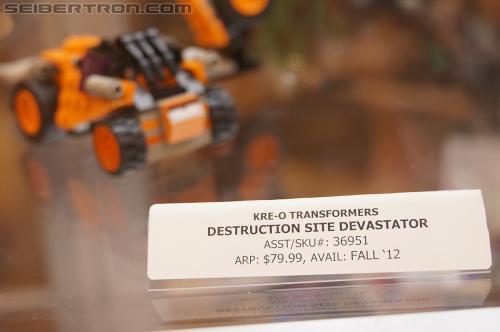 SEIBERTRON.COM
KRE-O TRANSFORMERS
DESTRUCTION SITE DEVASTATOR
ASST/SKU#: 36951
ARP: $79.99, AVAIL: FALL '12